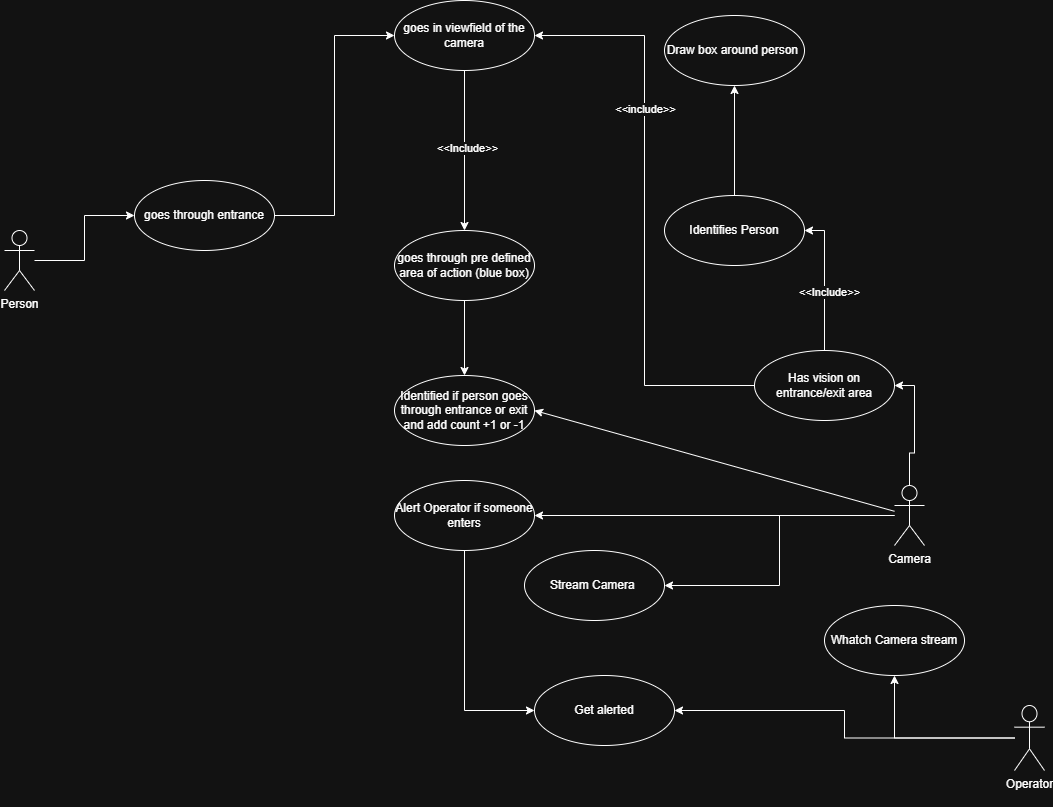 goes in viewfield of the
camera
Draw box around person
<<include>>
<<Include>>
goes through entrance
Identifies Person
Person
goes through pre defined
area of action (blue box)
<<Include>>
Has vision on
entrance/exit area
Identified if person goes
through entrance or exit
and add count +1 or -1
Alert Operator if someone
enters
Camera
Stream Camera
Whatch Camera stream
Get alerted
Operator